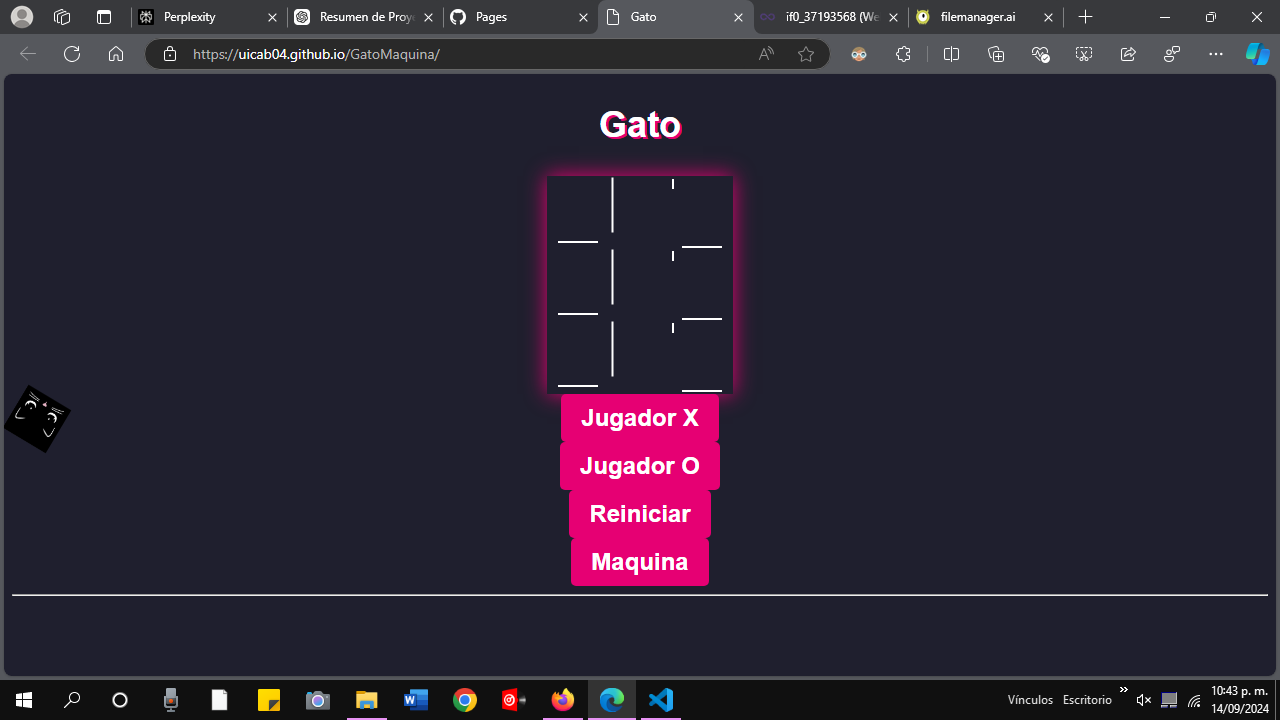 Perplexity
Resumen de Proye
Pages
Gato
if0_37193568 (We
filemanager.ai
https://uicab04.github.io/GatoMaquina/
Gato
Jugador X
Jugador O
Reiniciar
Maquina
Vínculos Escritorio »
10:43 p. m.
14/09/2024